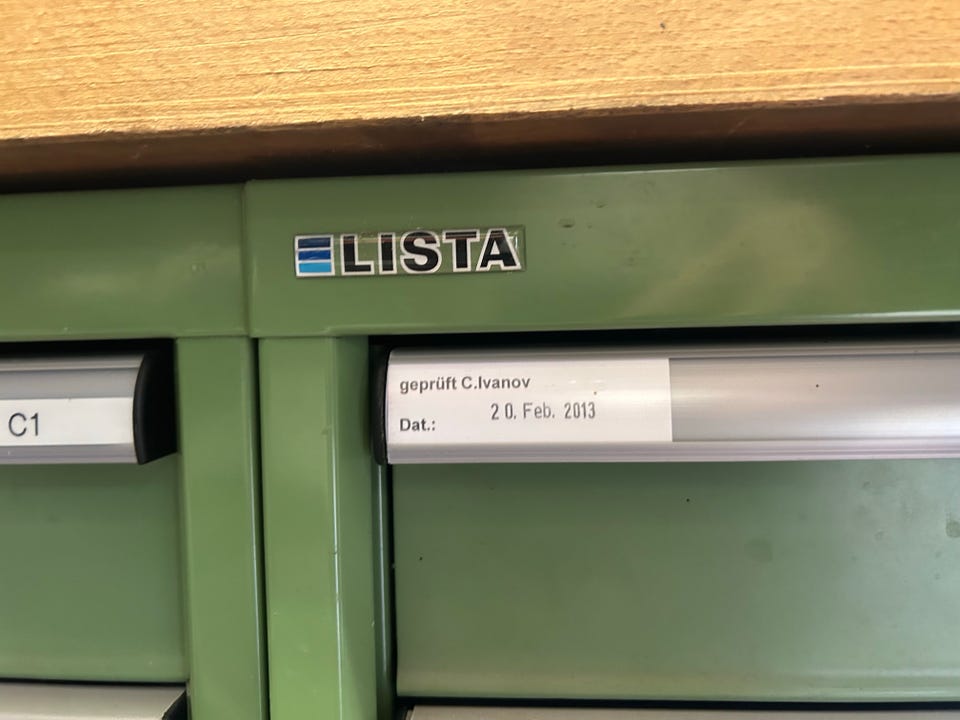 LISTA
C1
geprüft C.Ivanov
20. Feb. 2013
Dat.: